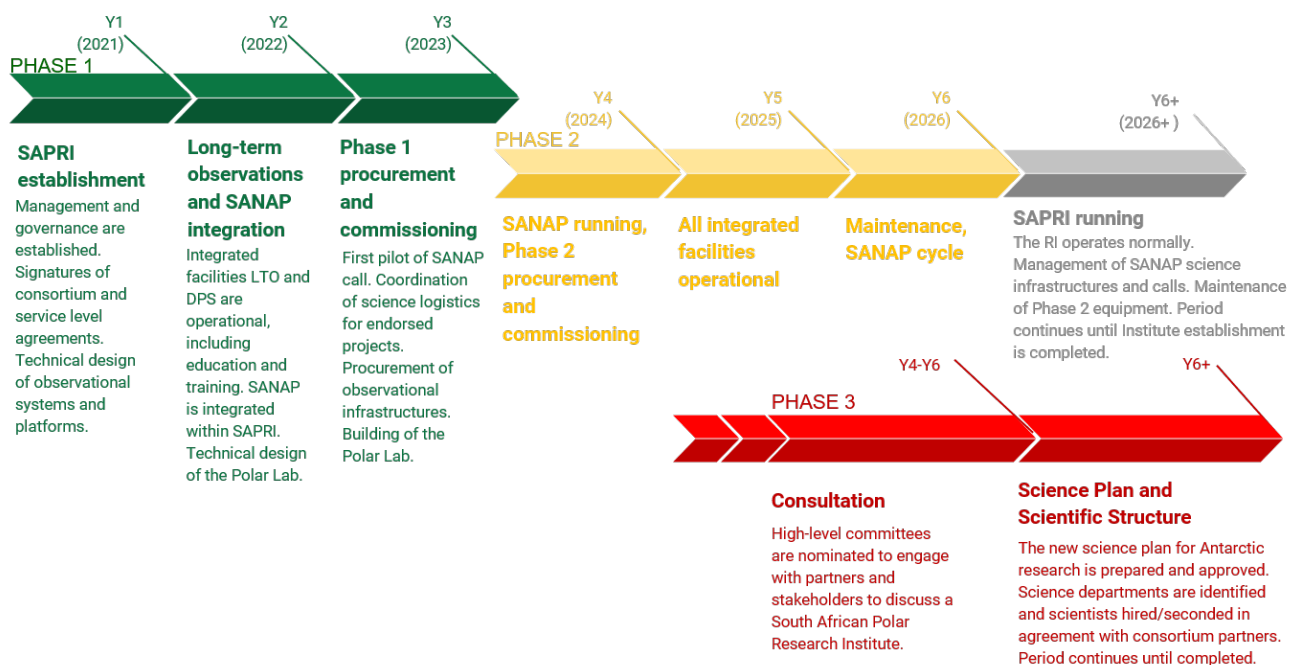 Y1
(2021)
PHASE 1
SAPRI
establishment
Management and
governance are
established.
Signatures of
consortium and
service level
agreements.
Technical design
of observational
systems and
platforms.
Y2
(2022)
Long-term
observations
and SANAP
integration
Integrated
facilities LTO and
DPS are
operational,
including
education and
training. SANAP
is integrated
within SAPRI.
Technical design
of the Polar Lab.
Y3
(2023)
Phase 1
procurement
and
commissioning
First pilot of SANAP
call. Coordination
of science logistics
for endorsed
projects.
Procurement of
observational
infrastructures.
Building of the
Polar Lab.
Y4
(2024)
PHASE 2
SANAP running,
Phase 2
procurement
and
commissioning
Y5
(2025)
All integrated
facilities
operational
Y6
(2026)
Maintenance,
SANAP cycle
Y6+
(2026+ )
SAPRI running
The RI operates normally.
Management of SANAP science
infrastructures and calls. Maintenance
of Phase 2 equipment. Period
continues until Institute establishment
is completed.
Y4-Y6
PHASE 3
Consultation
High-level committees
are nominated to engage
with partners and
stakeholders to discuss a
South African Polar
Research Institute.
Y6+
Science Plan and
Scientific Structure
The new science plan for Antarctic
research is prepared and approved.
Science departments are identified
and scientists hired/seconded in
agreement with consortium partners.
Period continues until completed.